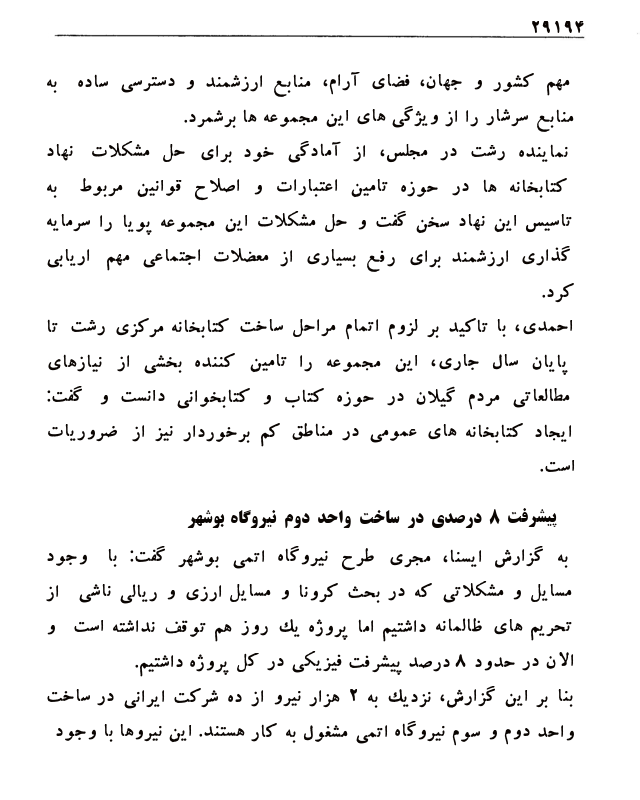 ۲۹۱۹۴
مهم کشور و جهان، فضای آرام، منابع ارزشمند و دسترسی ساده به
منابع سرشار را از ویژگی های این مجموعه ها برشمرد.
نماینده رشت در مجلس، از آمادگی خود برای حل مشکلات نهاد
کتابخانه ها در حوزه تامین اعتبارات و اصلاح قوانین مربوط به
تاسیس این نهاد سخن گفت و حل مشکلات این مجموعه پویا را سرمایه
گذاری ارزشمند برای رفع بسیاری از معضلات اجتماعی مهم اریابی
کرد.
احمدی، با تاکید بر لزوم اتمام مراحل ساخت کتابخانه مرکزی رشت تا
پایان سال جاری، این مجموعه را تامین کننده بخشی از نیازهای
مطالعاتی مردم گیلان در حوزه کتاب و کتابخوانی دانست و گفت:
ایجاد کتابخانه های عمومی در مناطق کم برخوردار نیز از ضروریات
است.
پیشرفت ۸ درصدی در ساخت واحد دوم نیروگاه بوشهر
به گزارش ایسنا، مجری طرح نیروگاه اتمی بوشهر گفت: با وجود
مسایل و مشکلاتی که در بحث کرونا و مسایل ارزی و ریالی ناشی از
تحریم های ظالمانه داشتیم اما پروژه یك روز هم توقف نداشته است و
الان در حدود ۸ درصد پیشرفت فیزیکی در کل پروژه داشتیم.
بنا بر این گزارش، نزدیك به ۲ هزار نیرو از ده شرکت ایرانی در ساخت
واحد دوم و سوم نیروگاه اتمی مشغول به کار هستند. این نیروها با وجود